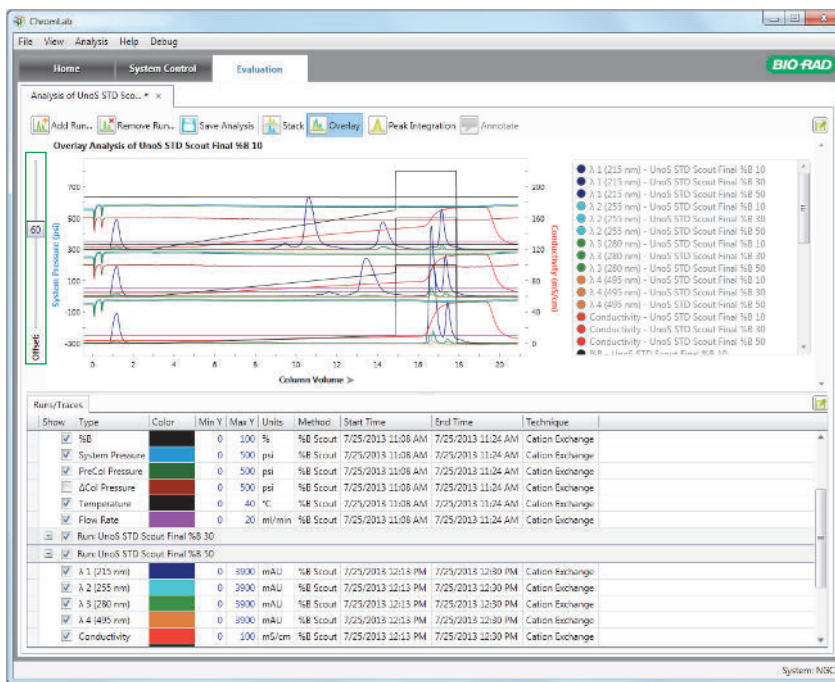 ChromLab
File View Analysis Help Debug
Home System Control Evaluation
BIO-RAD
Analysis of UnoS STD Sco... * ×
Add Run... Remove Run... Save Analysis Stack Overlay Peak Integration Annotate
Overlay Analysis of UnoS STD Scout Final %B 10
Offset:
60
System Pressure (psi)
700
500
300
100
-100
-300
0 2 4 6 8 10 12 14 16 18 20
Column Volume >
Conductivity (mS/cm)
200
160
120
80
40
0
λ 1 (215 nm) - UnoS STD Scout Final %B 10
λ 1 (215 nm) - UnoS STD Scout Final %B 30
λ 1 (215 nm) - UnoS STD Scout Final %B 50
λ 2 (255 nm) - UnoS STD Scout Final %B 10
λ 2 (255 nm) - UnoS STD Scout Final %B 30
λ 2 (255 nm) - UnoS STD Scout Final %B 50
λ 3 (280 nm) - UnoS STD Scout Final %B 10
λ 3 (280 nm) - UnoS STD Scout Final %B 30
λ 3 (280 nm) - UnoS STD Scout Final %B 50
λ 4 (495 nm) - UnoS STD Scout Final %B 10
λ 4 (495 nm) - UnoS STD Scout Final %B 30
λ 4 (495 nm) - UnoS STD Scout Final %B 50
Conductivity - UnoS STD Scout Final %B 10
Conductivity - UnoS STD Scout Final %B 30
Conductivity - UnoS STD Scout Final %B 50
%B - UnoS STD Scout Final %B 10
Runs/Traces
Show Type Color Min Y Max Y Units Method Start Time End Time Technique
%B 0 100 % %B Scout 7/25/2013 11:08 AM 7/25/2013 11:24 AM Cation Exchange
System Pressure 0 500 psi %B Scout 7/25/2013 11:08 AM 7/25/2013 11:24 AM Cation Exchange
PreCol Pressure 0 500 psi %B Scout 7/25/2013 11:08 AM 7/25/2013 11:24 AM Cation Exchange
ΔCol Pressure 0 500 psi %B Scout 7/25/2013 11:08 AM 7/25/2013 11:24 AM Cation Exchange
Temperature 0 40 °C %B Scout 7/25/2013 11:08 AM 7/25/2013 11:24 AM Cation Exchange
Flow Rate 0 20 ml/min %B Scout 7/25/2013 11:08 AM 7/25/2013 11:24 AM Cation Exchange
Run: UnoS STD Scout Final %B 30
Run: UnoS STD Scout Final %B 50
λ 1 (215 nm) 0 3900 mAU %B Scout 7/25/2013 12:13 PM 7/25/2013 12:30 PM Cation Exchange
λ 2 (255 nm) 0 3900 mAU %B Scout 7/25/2013 12:13 PM 7/25/2013 12:30 PM Cation Exchange
λ 3 (280 nm) 0 3900 mAU %B Scout 7/25/2013 12:13 PM 7/25/2013 12:30 PM Cation Exchange
λ 4 (495 nm) 0 3900 mAU %B Scout 7/25/2013 12:13 PM 7/25/2013 12:30 PM Cation Exchange
Conductivity 0 100 mS/cm %B Scout 7/25/2013 12:13 PM 7/25/2013 12:30 PM Cation Exchange
System: NGC